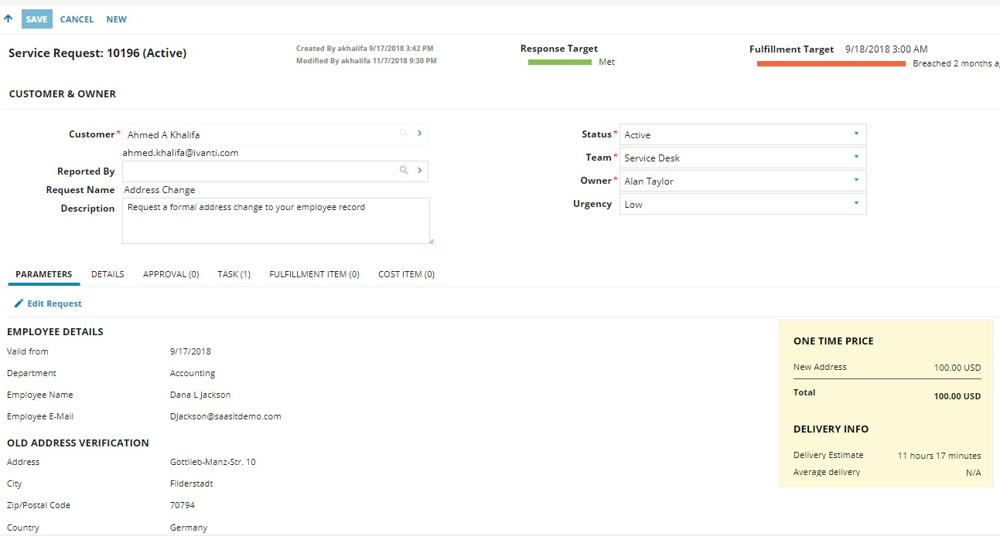 SAVE CANCEL NEW
Service Request: 10196 (Active)
Created By akhalifa 9/17/2018 3:42 PM
Modified By akhalifa 11/7/2018 9:30 PM
Response Target
Met
Fulfillment Target 9/18/2018 3:00 AM
Breached 2 months
CUSTOMER & OWNER
Customer* Ahmed A Khalifa
ahmed.khalifa@ivanti.com
Reported By
Request Name Address Change
Description Request a formal address change to your employee record
Status* Active
Team* Service Desk
Owner* Alan Taylor
Urgency Low
PARAMETERS DETAILS APPROVAL (0) TASK (1) FULFILLMENT ITEM (0) COST ITEM (0)
Edit Request
EMPLOYEE DETAILS
Valid from 9/17/2018
Department Accounting
Employee Name Dana L Jackson
Employee E-Mail DJackson@saasitdemo.com
OLD ADDRESS VERIFICATION
Address Gottlieb-Manz-Str. 10
City Filderstadt
Zip/Postal Code 70794
Country Germany
ONE TIME PRICE
New Address 100.00 USD
Total 100.00 USD
DELIVERY INFO
Delivery Estimate 11 hours 17 minutes
Average delivery N/A